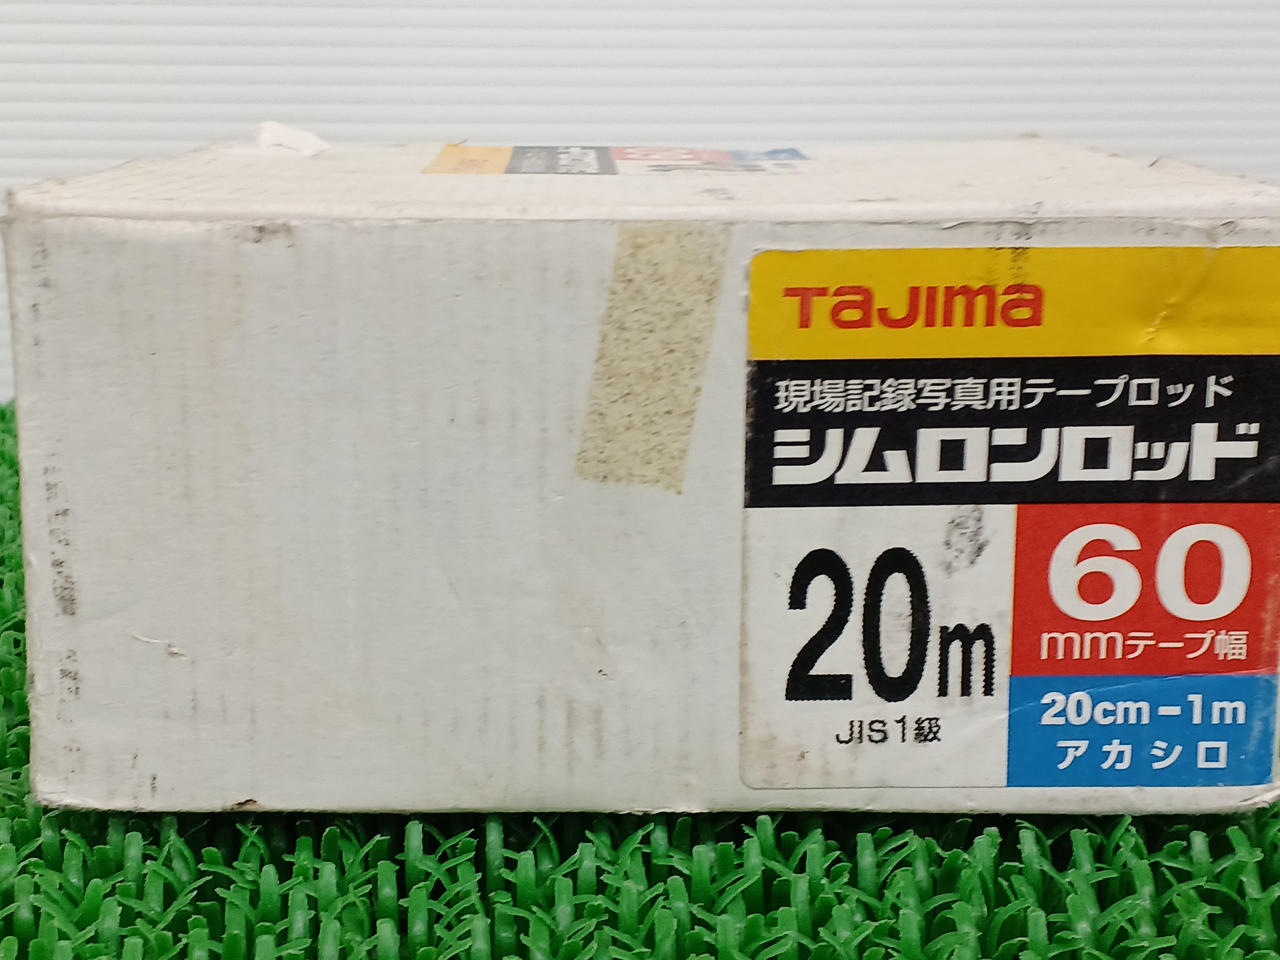 TaJIma
現場記録写真用テープロッド
シムロンロッド
20m
JIS1級
60
mmテープ幅
20cm-1m
アカシロ